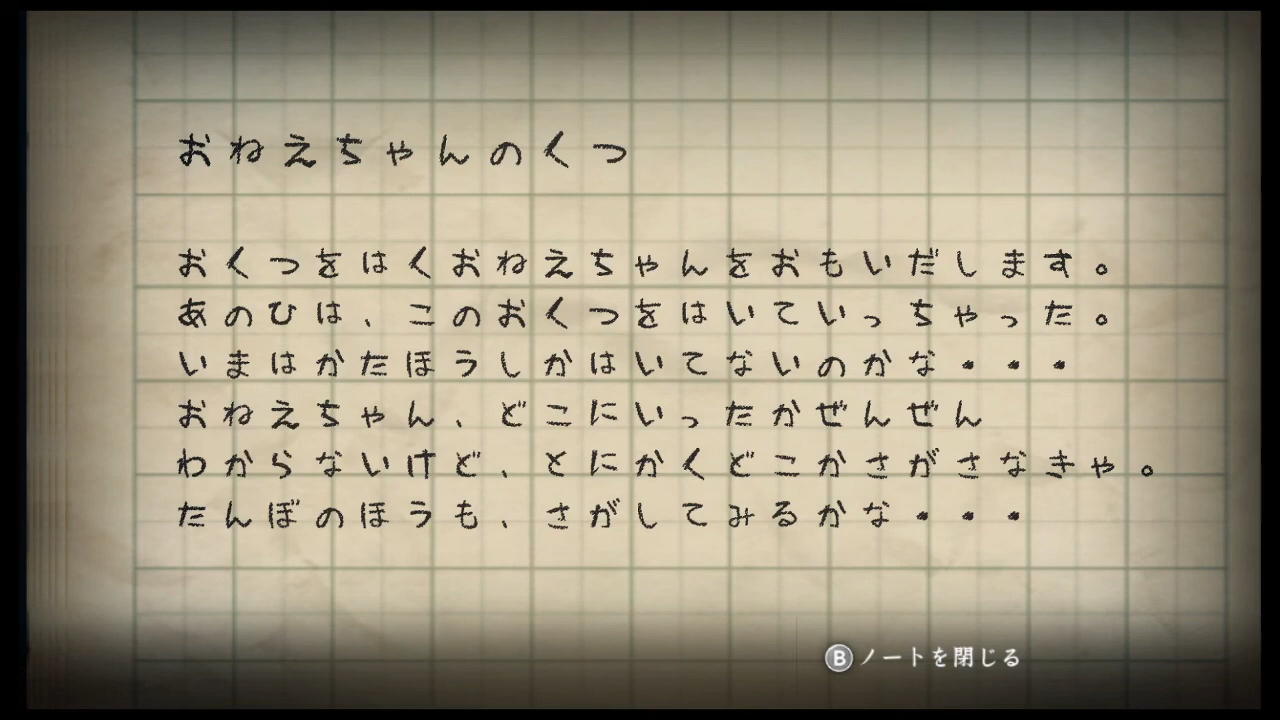 おねえちゃんのくつ
おくつをはくおねえちゃんをおもいだします。
あのひは、このおくつをはいていっちゃった。
いまはかたほうしかはいてないのかな・・・
おねえちゃん、どこにいったかぜんぜん
わからないけど、とにかくどこかさがさなきゃ。
たんぼのほうも、さがしてみるかな・・・
Ⓑノートを閉じる